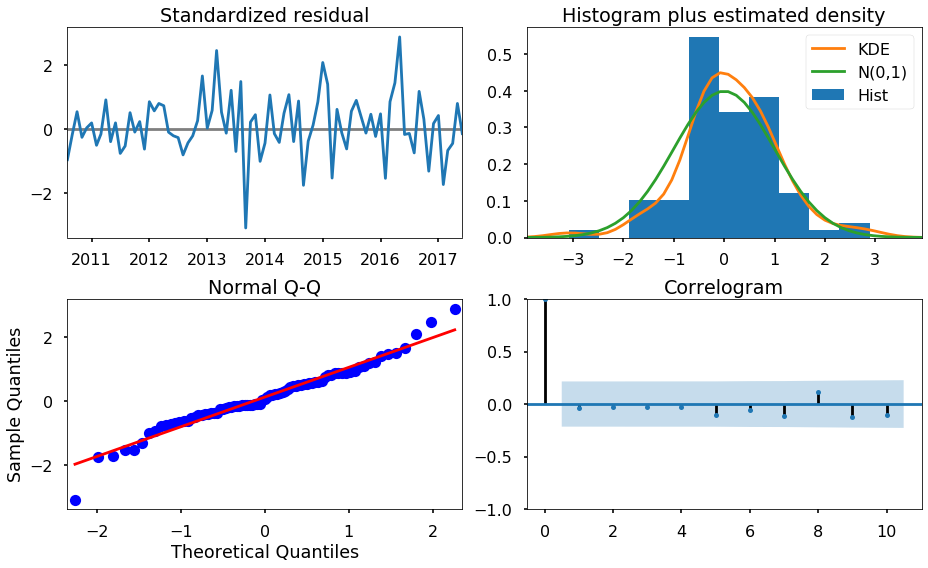 Standardized residual
2
0
−2
2011 2012 2013 2014 2015 2016 2017
Histogram plus estimated density
KDE
N(0,1)
Hist
0.5
0.4
0.3
0.2
0.1
0.0
−3 −2 −1 0 1 2 3
Normal Q-Q
Sample Quantiles
2
0
−2
−2 −1 0 1 2
Theoretical Quantiles
Correlogram
1.0
0.5
0.0
−0.5
−1.0
0 2 4 6 8 10